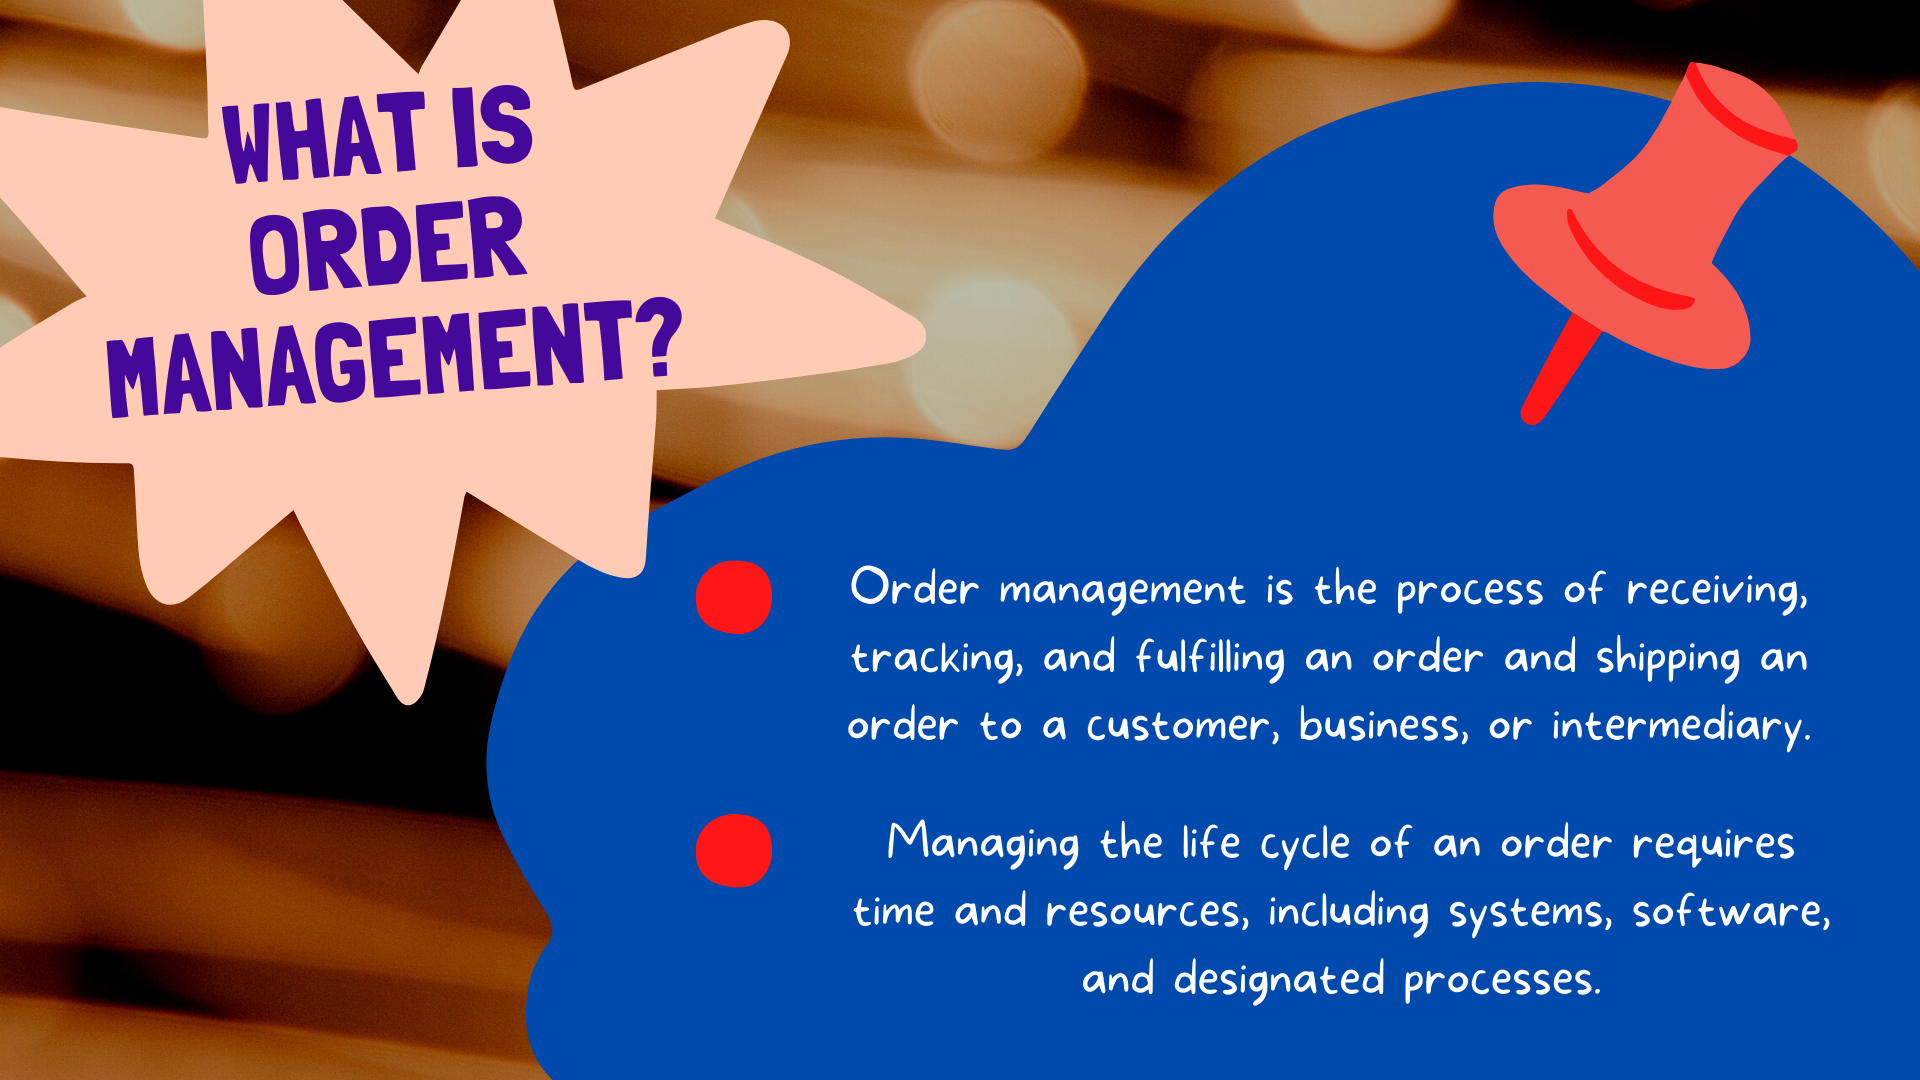 WHAT IS
ORDER
MANAGEMENT?
Order management is the process of receiving,
tracking, and fulfilling an order and shipping an
order to a customer, business, or intermediary.
Managing the life cycle of an order requires
time and resources, including systems, software,
and designated processes.